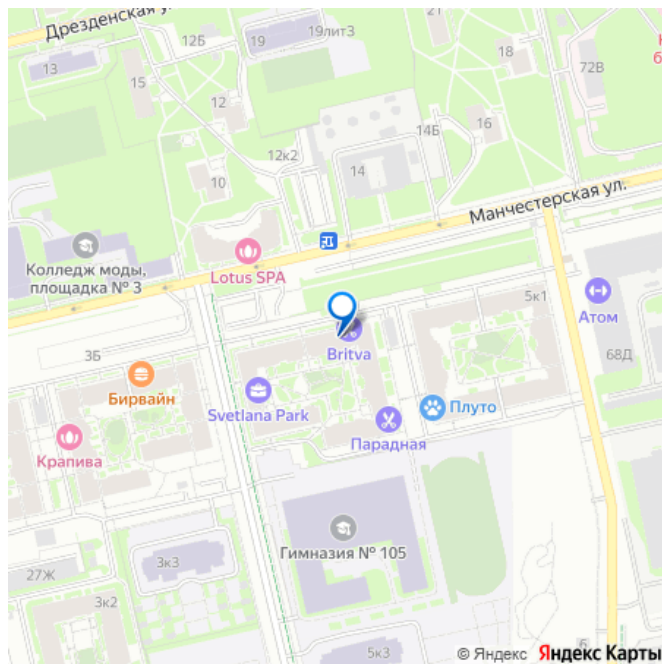 Дрезденская у
12Б
19
19лит3
21
18
13
15
12
72В
16
14Б
12к2
14
10
Манчестерская ул.
Колледж моды,
площадка № 3
Lotus SPA
5к1
Атом
3Б
Britva
68Д
Бирвайн
Svetlana Park
Плуто
Парадная
Крапива
Гимназия № 105
3к3
27Ж
3к2
5к3
© Яндекс Яндекс Карты